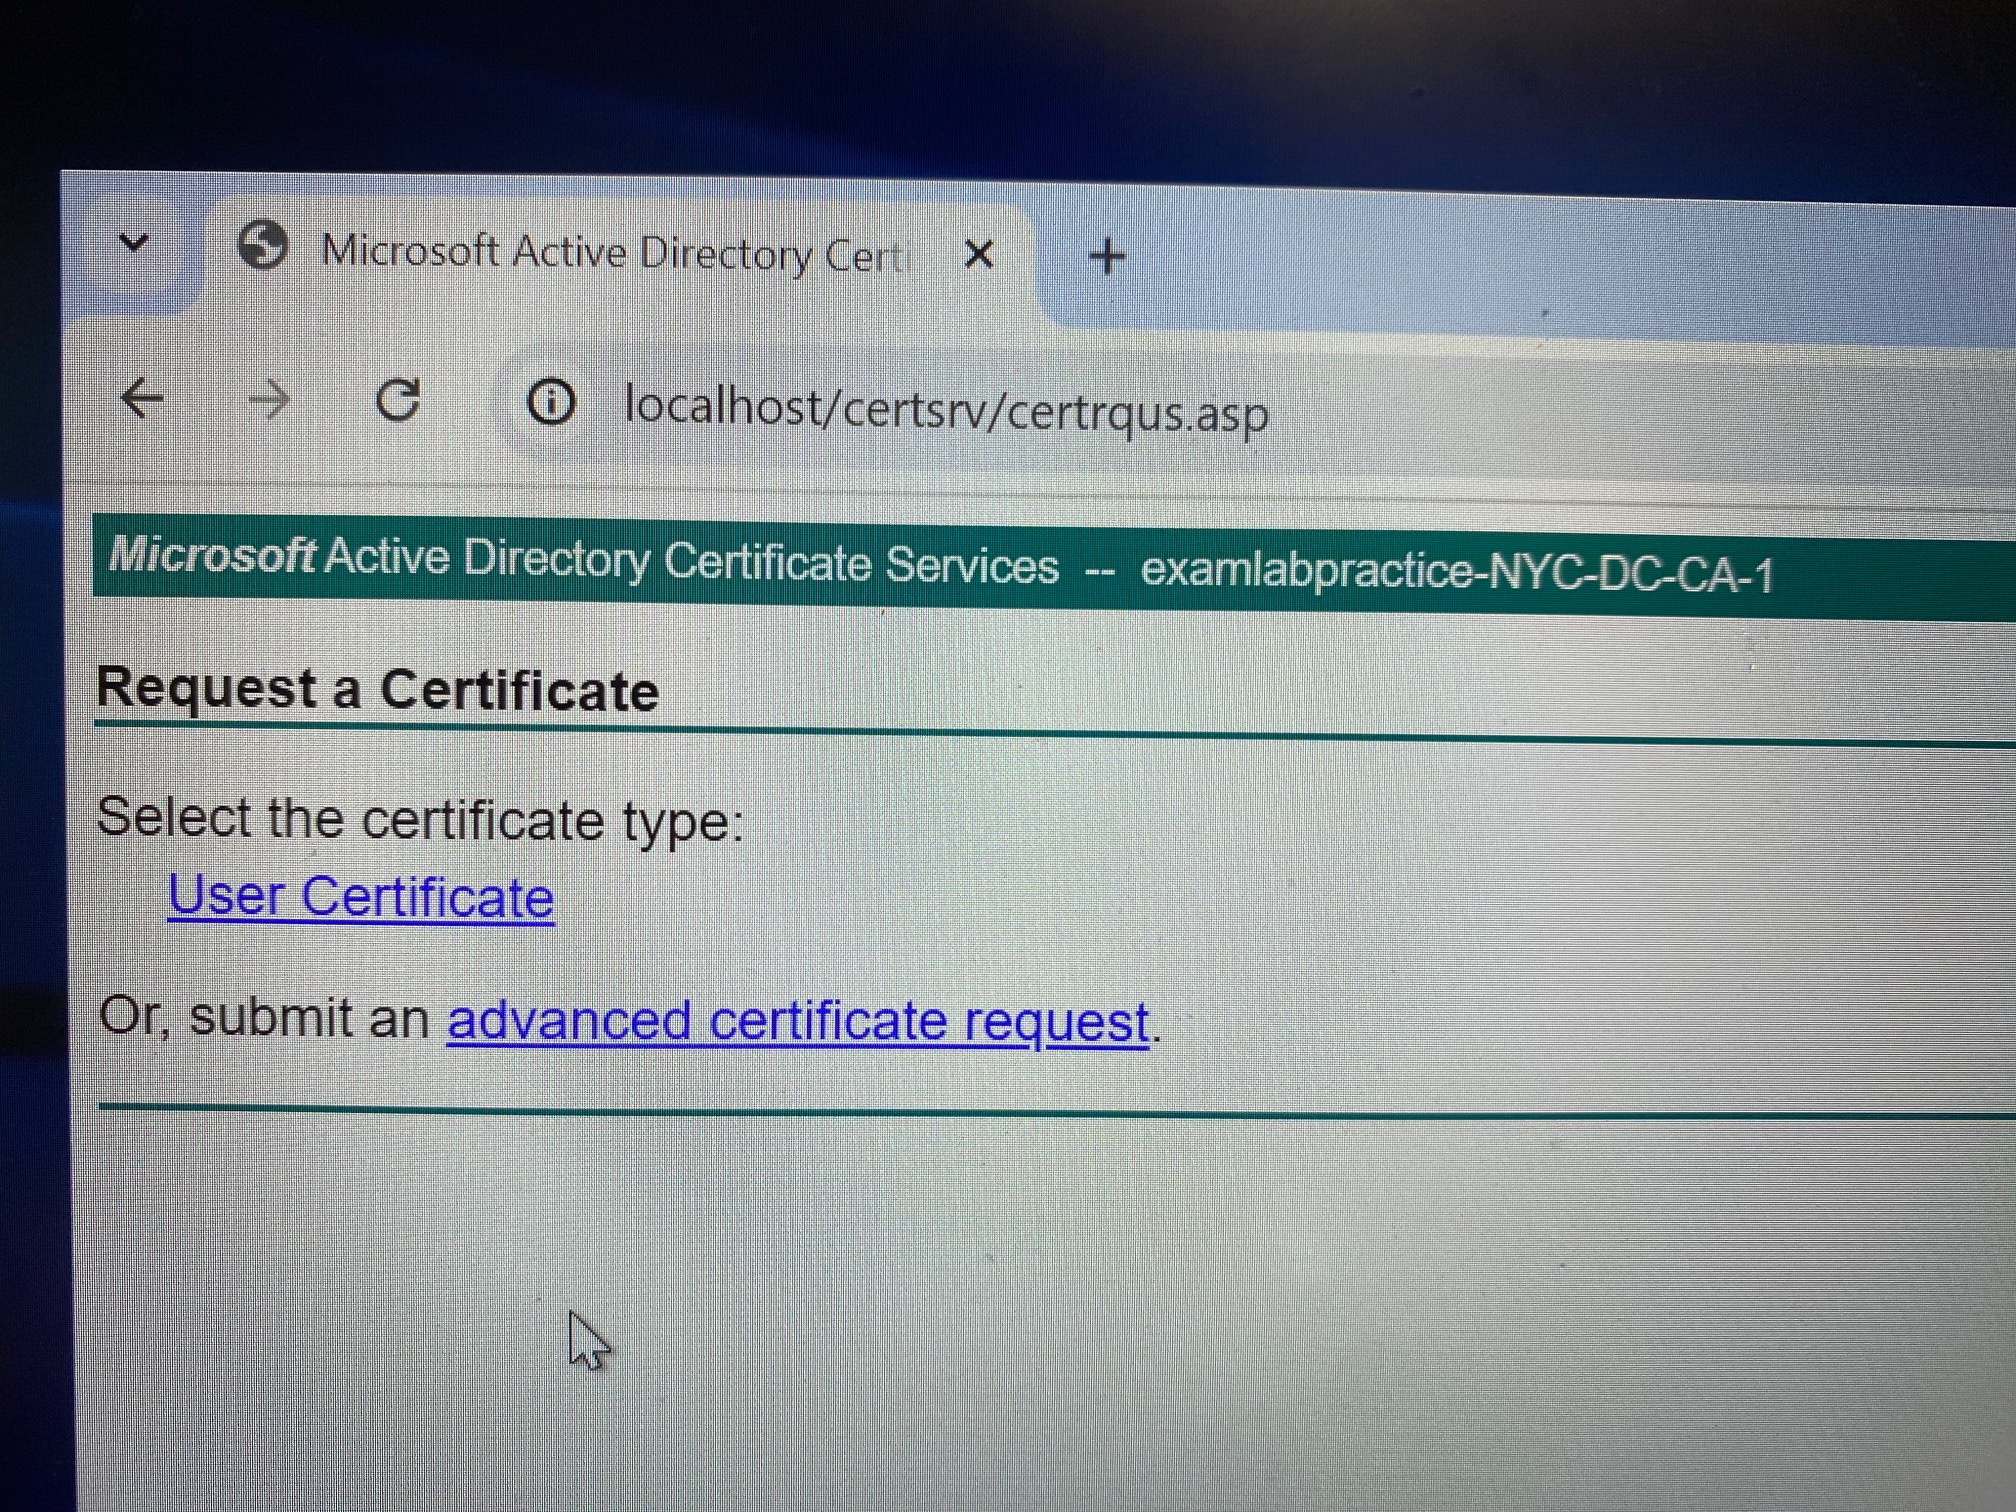 Microsoft Active Directory Cert
localhost/certsrv/certrqus.asp
Microsoft Active Directory Certificate Services -- examlabpractice-NYC-DC-CA-1
Request a Certificate
Select the certificate type:
User Certificate
Or, submit an advanced certificate request.